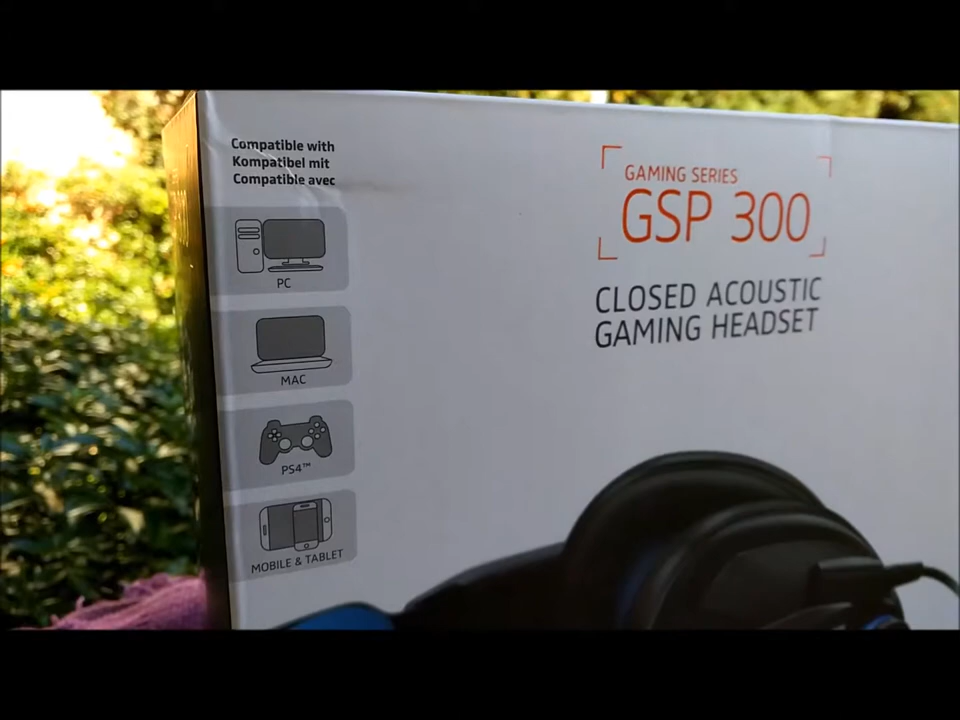 Compatible with
Kompatibel mit
Compatible avec
PC
MAC
PS4™
MOBILE & TABLET
GAMING SERIES
GSP 300
CLOSED ACOUSTIC
GAMING HEADSET